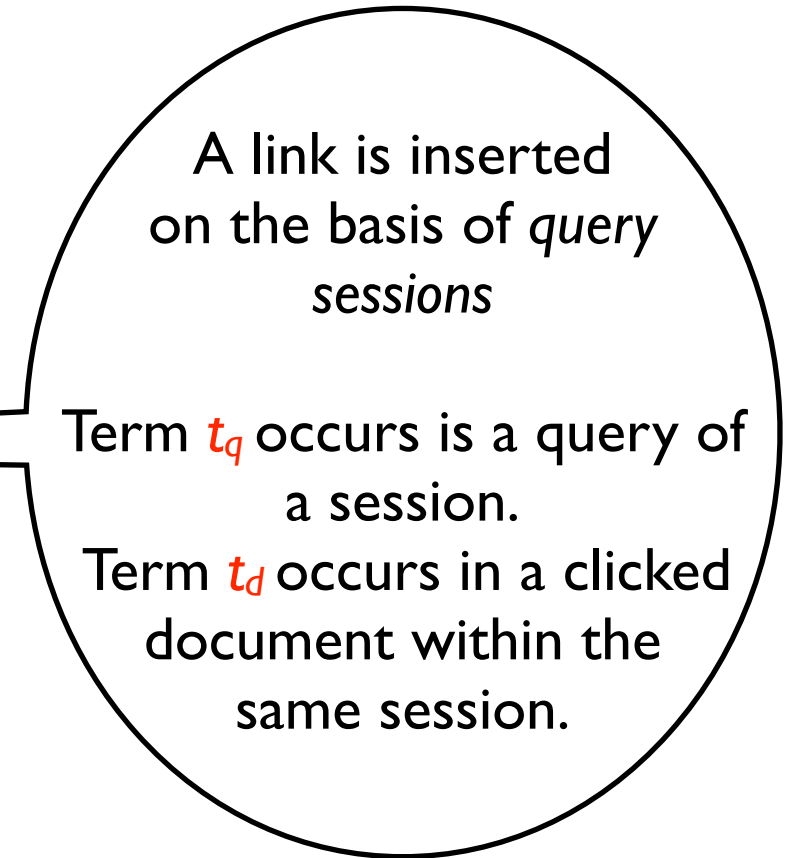 A link is inserted
on the basis of query
sessions
Term tq occurs is a query of
a session.
Term td occurs in a clicked
document within the
same session.